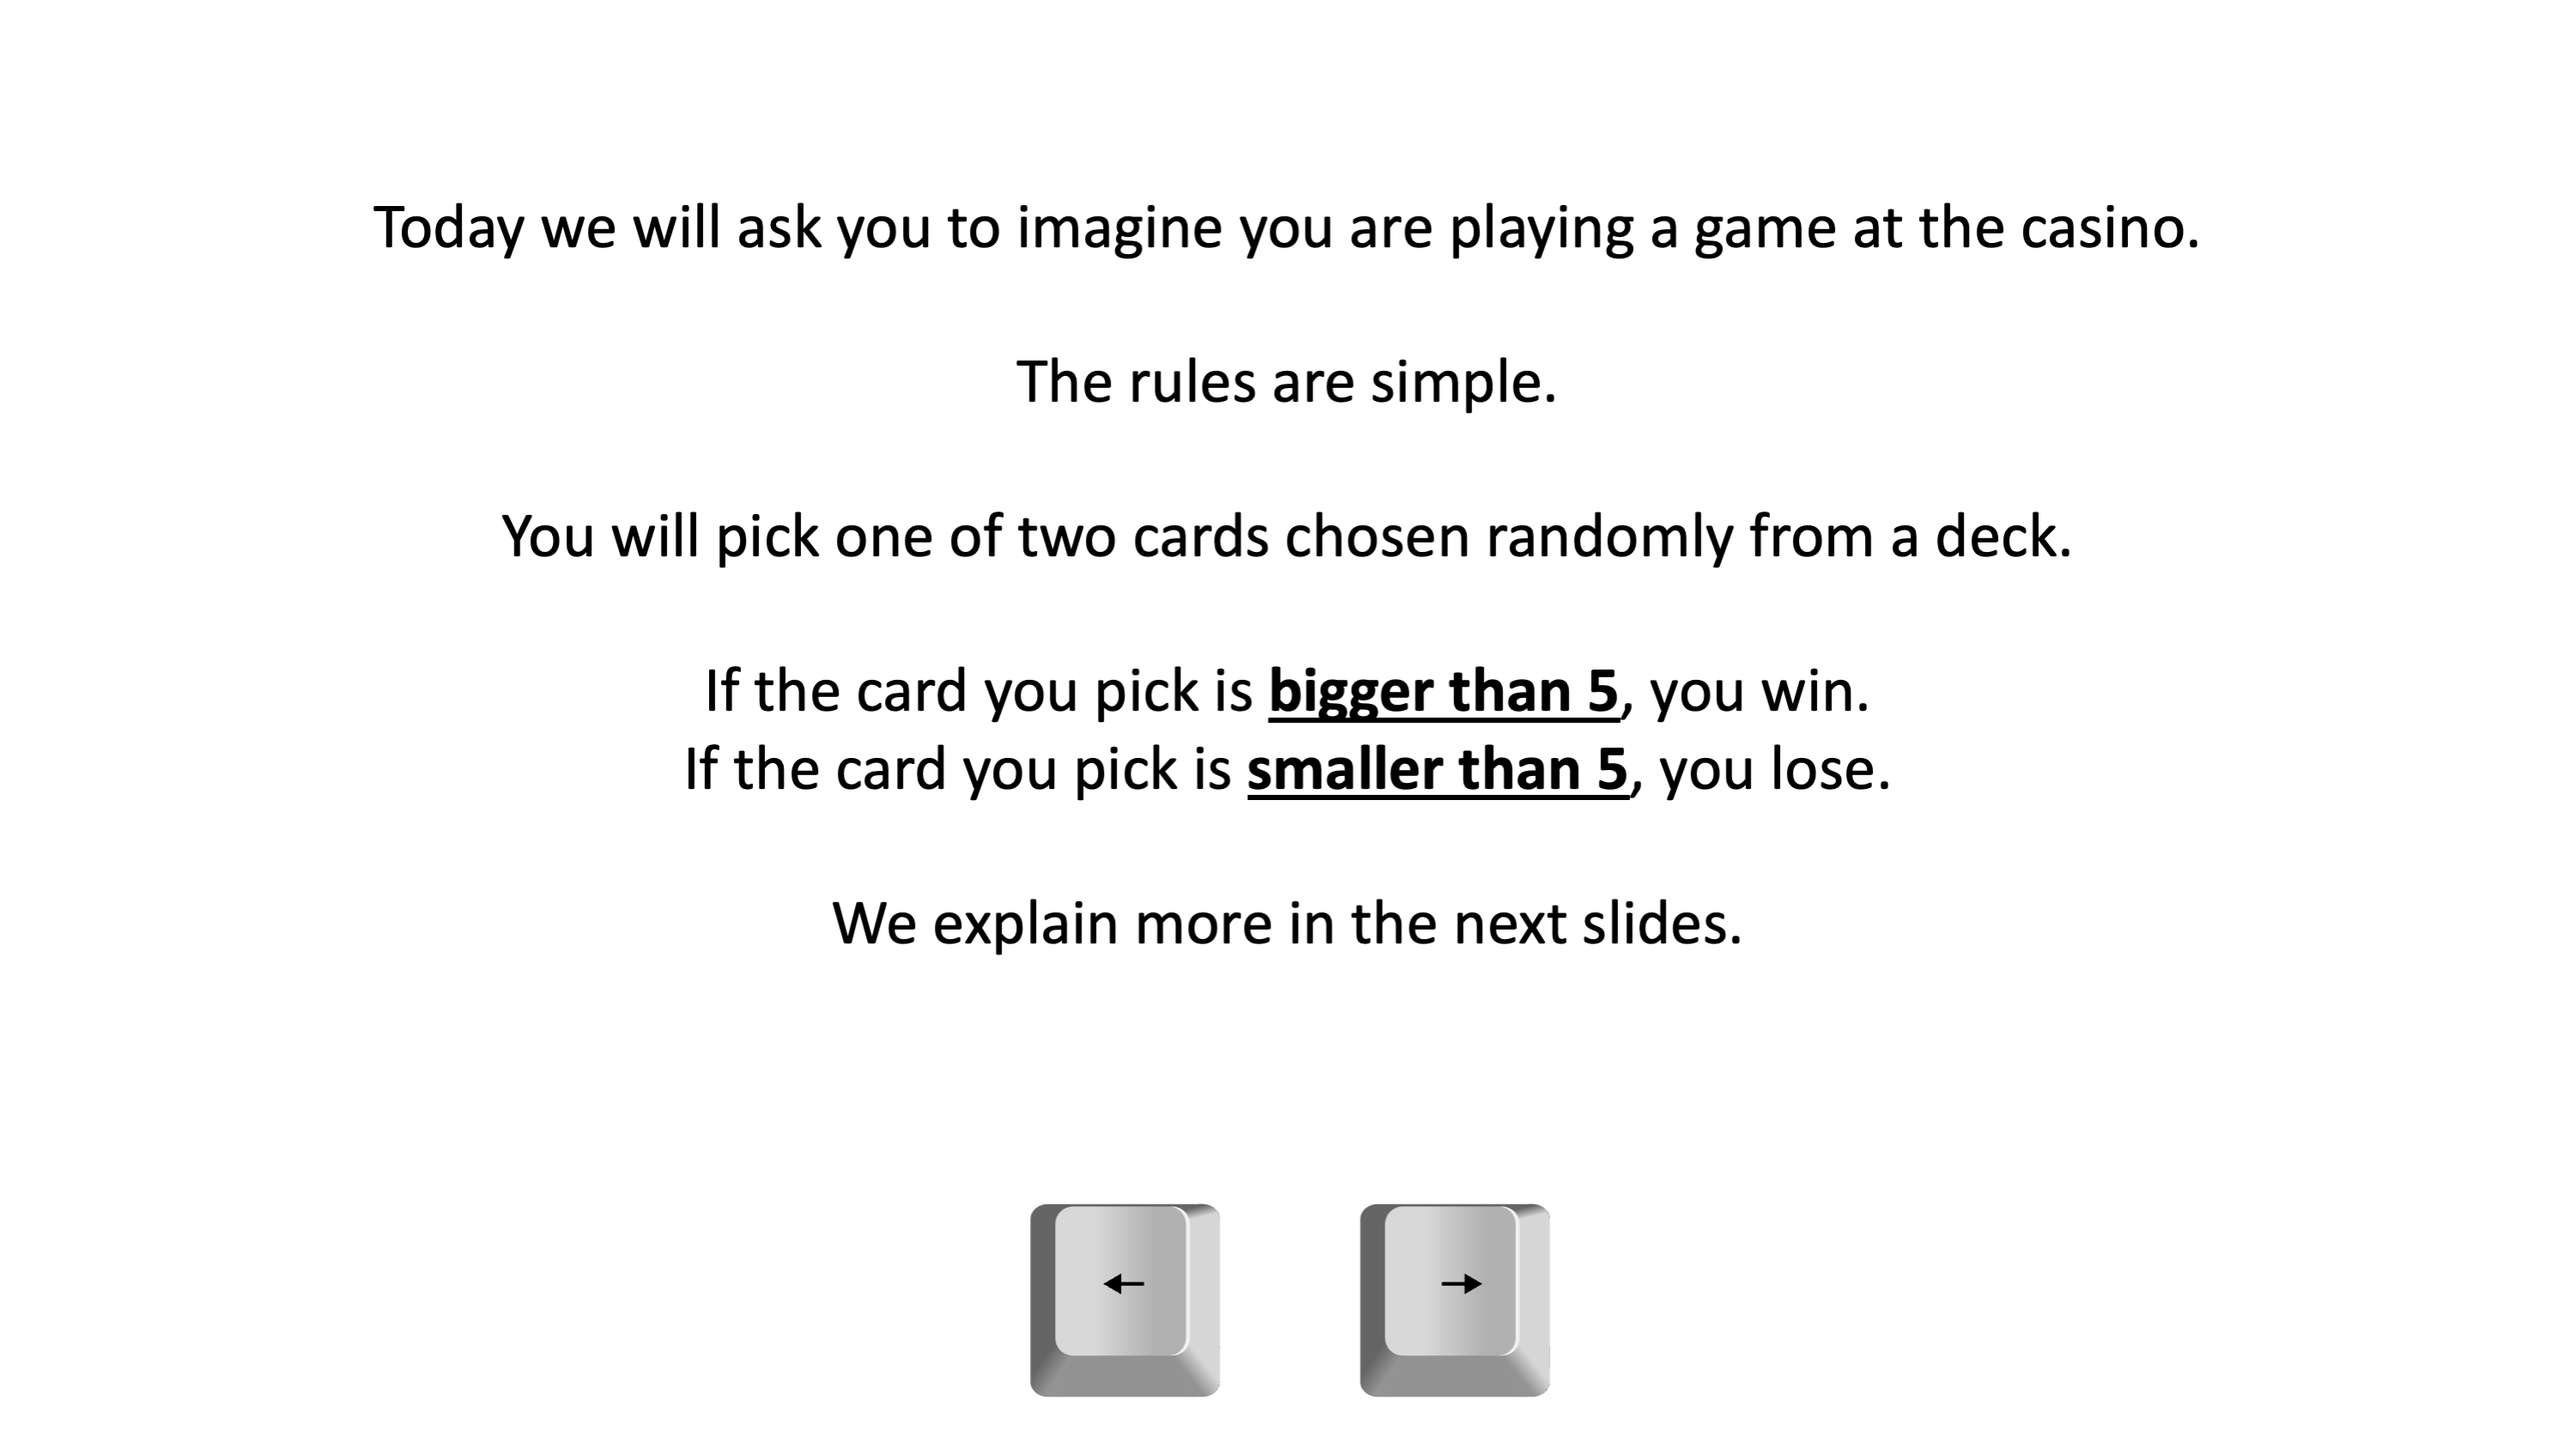 Today we will ask you to imagine you are playing a game at the casino.
The rules are simple.
You will pick one of two cards chosen randomly from a deck.
If the card you pick is bigger than 5, you win.
If the card you pick is smaller than 5, you lose.
We explain more in the next slides.
← →